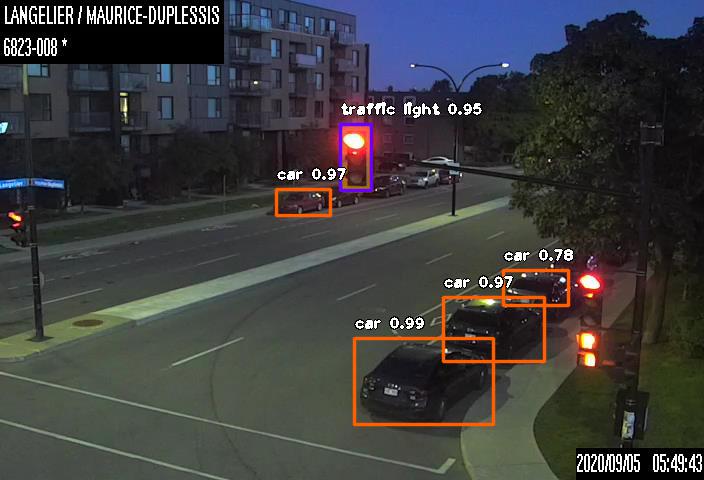 LANGELIER / MAURICE-DUPLESSIS
6823-008 *
traffic light 0.95
car 0.97
car 0.78
car 0.97
car 0.99
Langelier
2020/09/05 05:49:43